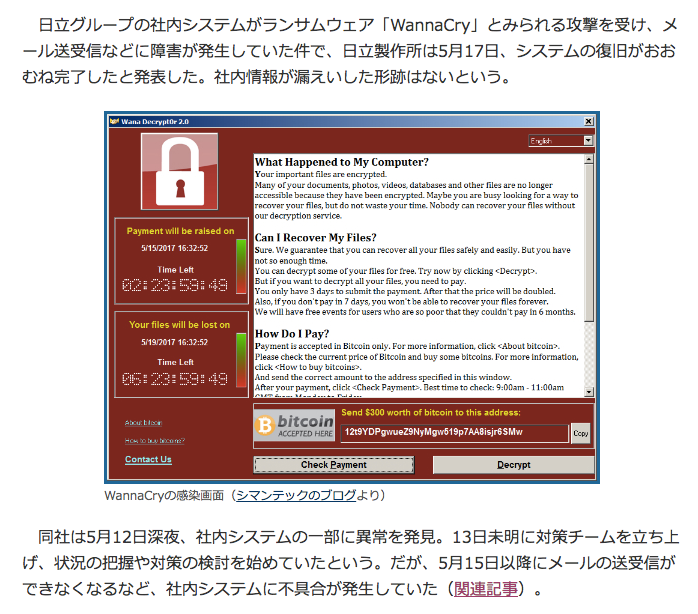 日立グループの社内システムがランサムウェア「WannaCry」とみられる攻撃を受け、メ
ール送受信などに障害が発生していた件で、日立製作所は5月17日、システムの復旧がおお
むね完了したと発表した。社内情報が漏えいした形跡はないという。
Wana Decrypt0r 2.0
English
What Happened to My Computer?
Your important files are encrypted.
Many of your documents, photos, videos, databases and other files are no longer
accessible because they have been encrypted. Maybe you are busy looking for a way to
recover your files, but do not waste your time. Nobody can recover your files without
our decryption service.
Can I Recover My Files?
Sure. We guarantee that you can recover all your files safely and easily. But you have
not so enough time.
You can decrypt some of your files for free. Try now by clicking <Decrypt>.
But if you want to decrypt all your files, you need to pay.
You only have 3 days to submit the payment. After that the price will be doubled.
Also, if you don't pay in 7 days, you won't be able to recover your files forever.
We will have free events for users who are so poor that they couldn't pay in 6 months.
How Do I Pay?
Payment is accepted in Bitcoin only. For more information, click <About bitcoin>.
Please check the current price of Bitcoin and buy some bitcoins. For more information,
click <How to buy bitcoins>.
And send the correct amount to the address specified in this window.
After your payment, click <Check Payment>. Best time to check: 9:00am - 11:00am
GMT from Monday to Friday
Payment will be raised on
5/15/2017 16:32:52
Time Left
02:23:59:49
Your files will be lost on
5/19/2017 16:32:52
Time Left
06:23:59:49
About bitcoin
How to buy bitcoins?
Contact Us
bitcoin
ACCEPTED HERE
Send $300 worth of bitcoin to this address:
12t9YDPgwueZ9NyMgw519p7AA8isjr6SMw
Copy
Check Payment
Decrypt
WannaCryの感染画面（シマンテックのブログより）
同社は5月12日深夜、社内システムの一部に異常を発見。13日未明に対策チームを立ち上
げ、状況の把握や対策の検討を始めていたという。だが、5月15日以降にメールの送受信が
できなくなるなど、社内システムに不具合が発生していた（関連記事）。